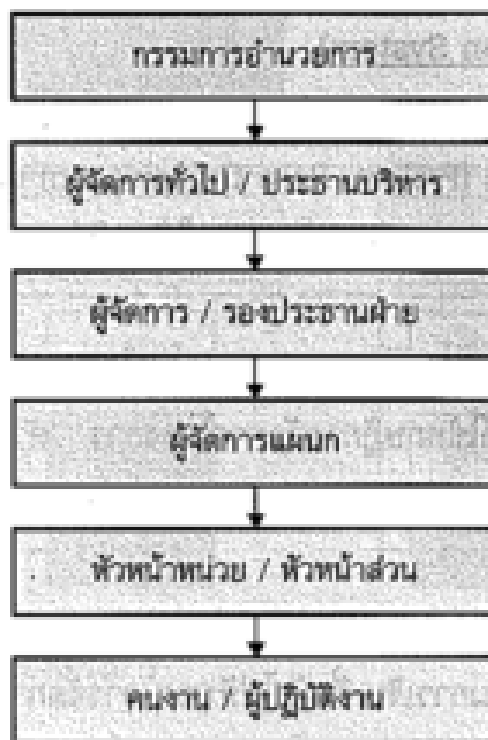 กรรมการอำนวยการ
ผู้จัดการทั่วไป / ประธานบริหาร
ผู้จัดการ / รองประธานฝ่าย
ผู้จัดการแผนก
หัวหน้าหน่วย / หัวหน้าส่วน
คนงาน / ผู้ปฏิบัติงาน